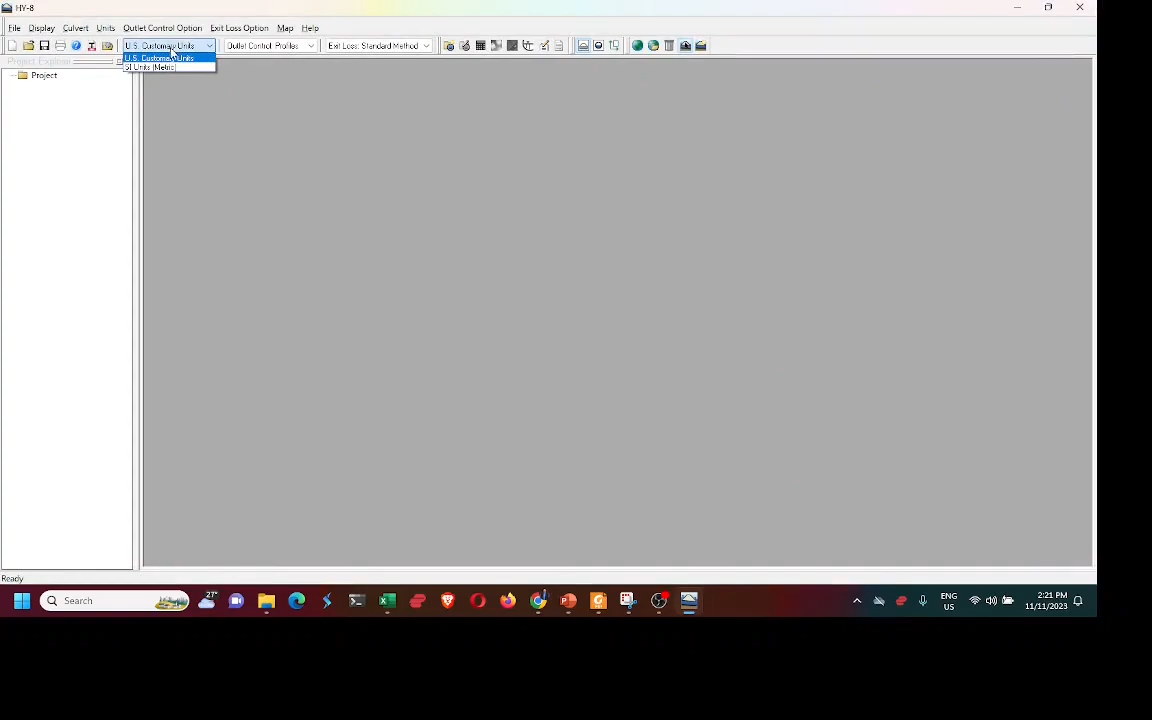 HY-8
File Display Culvert Units Outlet Control Option Exit Loss Option Map Help
U.S. Customary Units Outlet Control: Profiles Exit Loss: Standard Method
U.S. Customary Units
SI Units (Metric)
Project Explorer
Project
Ready
Search
27°
ENG
US
2:21 PM
11/11/2023